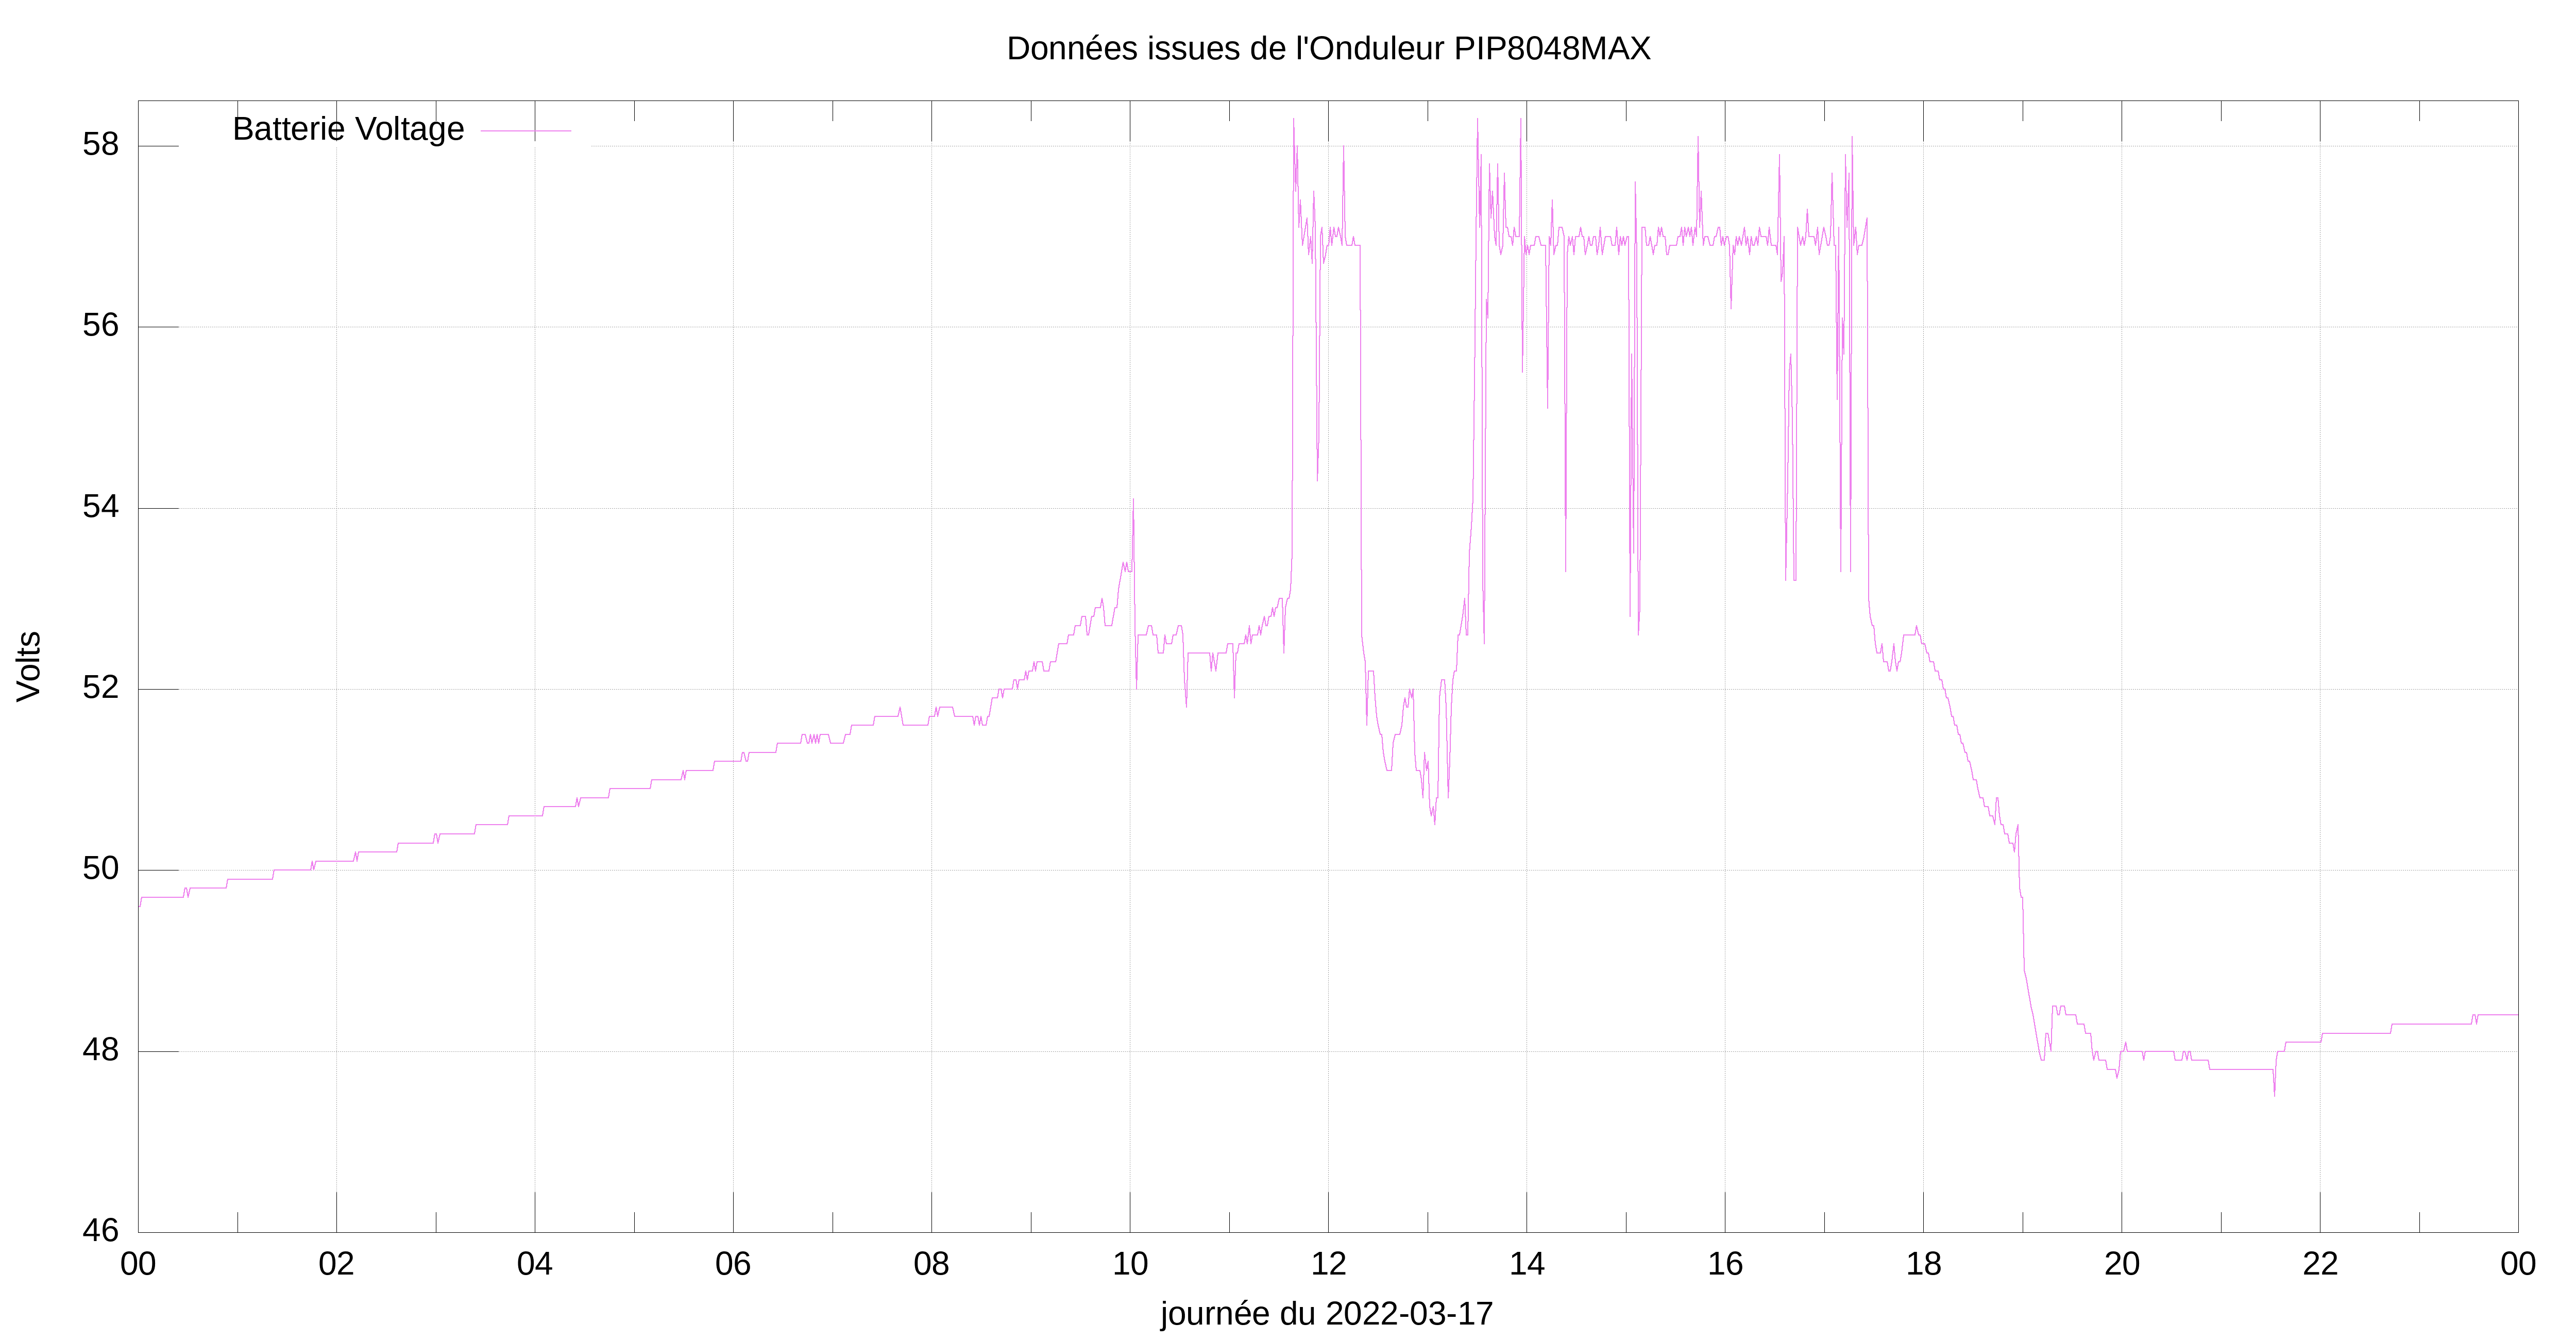 Données issues de l'Onduleur PIP8048MAX
Batterie Voltage
58
56
54
52
50
48
46
Volts
00 02 04 06 08 10 12 14 16 18 20 22 00
journée du 2022-03-17